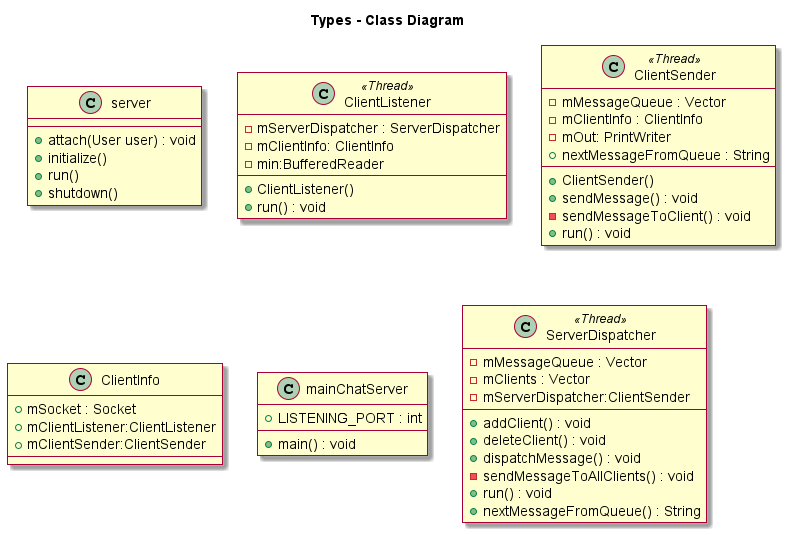 Types - Class Diagram
C server
attach(User user) : void
initialize()
run()
shutdown()
«Thread»
C ClientListener
mServerDispatcher : ServerDispatcher
mClientInfo: ClientInfo
min:BufferedReader
ClientListener()
run() : void
«Thread»
C ClientSender
mMessageQueue : Vector
mClientInfo : ClientInfo
mOut: PrintWriter
nextMessageFromQueue : String
ClientSender()
sendMessage() : void
sendMessageToClient() : void
run() : void
C ClientInfo
mSocket : Socket
mClientListener:ClientListener
mClientSender:ClientSender
C mainChatServer
LISTENING_PORT : int
main() : void
«Thread»
C ServerDispatcher
mMessageQueue : Vector
mClients : Vector
mServerDispatcher:ClientSender
addClient() : void
deleteClient() : void
dispatchMessage() : void
sendMessageToAllClients() : void
run() : void
nextMessageFromQueue() : String